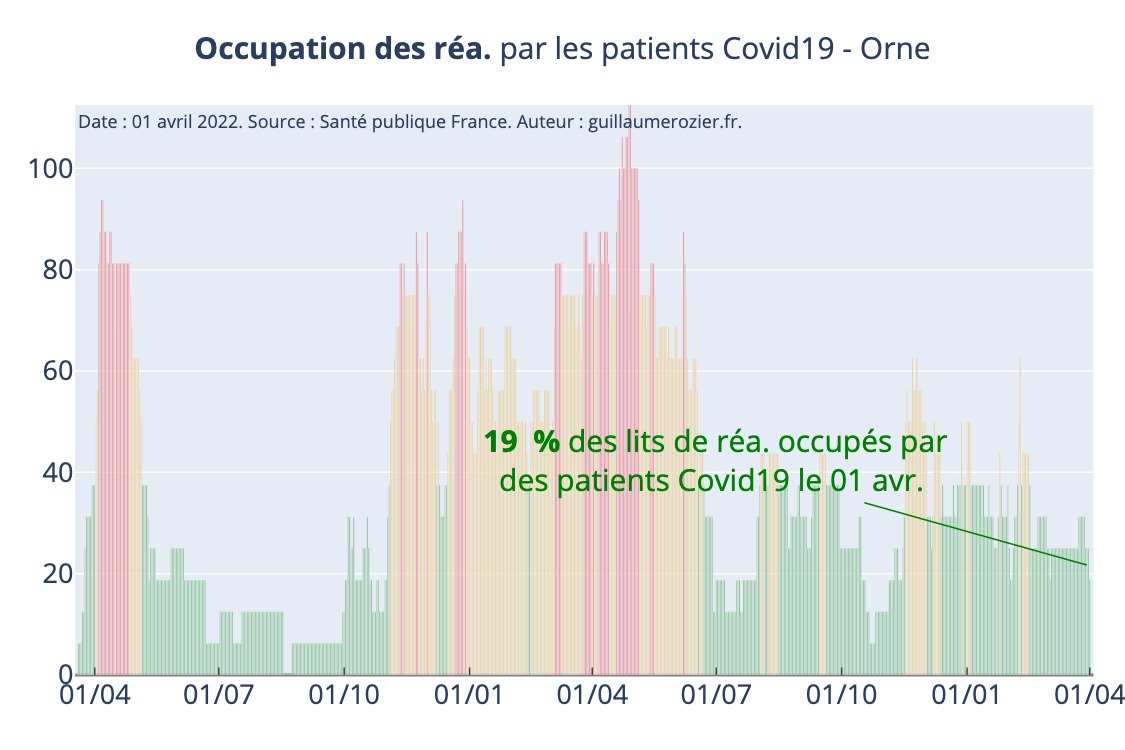 Occupation des réa. par les patients Covid19 - Orne
Date : 01 avril 2022. Source : Santé publique France. Auteur : guillaumerozier.fr.
100
80
60
40
20
0
19 % des lits de réa. occupés par
des patients Covid19 le 01 avr.
01/04 01/07 01/10 01/01 01/04 01/07 01/10 01/01 01/04